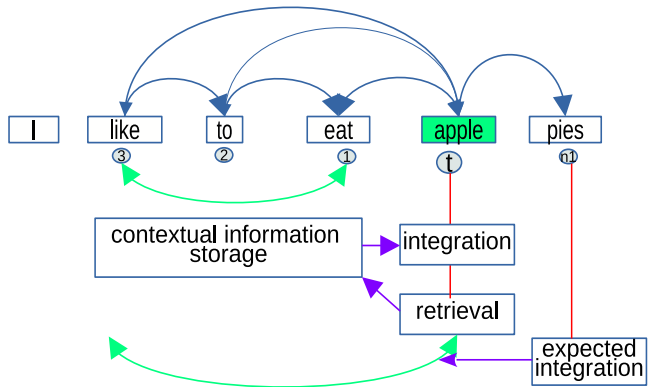 I like to eat apple pies
3 2 1 t n1
contextual information
storage
integration
retrieval
expected
integration